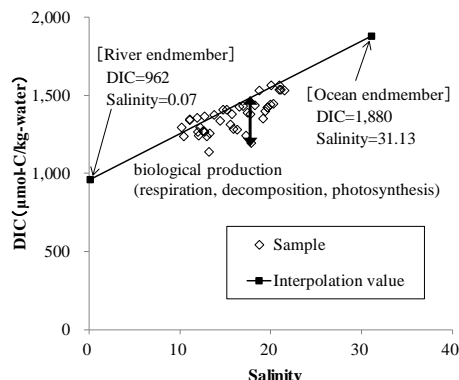 2,000
1,500
1,000
500
0
DIC(μmol-C/kg-water)
[River endmember]
DIC=962
Salinity=0.07
[Ocean endmember]
DIC=1,880
Salinity=31.13
biological production
(respiration, decomposition, photosynthesis)
Sample
Interpolation value
0 10 20 30 40
Salinity